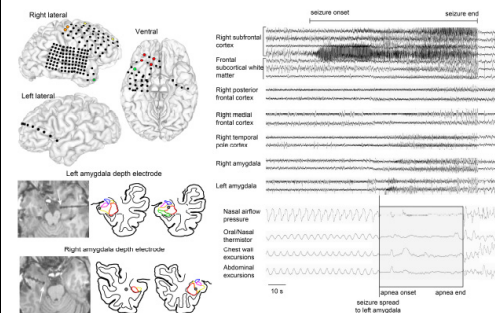 Right lateral
Ventral
Left lateral
Left amygdala depth electrode
Right amygdala depth electrode
seizure onset
seizure end
Right subfrontal
cortex
Frontal
subcortical white
matter
Right posterior
frontal cortex
Right medial
frontal cortex
Right temporal
pole cortex
Right amygdala
Left amygdala
Nasal airflow
pressure
Oral/Nasal
thermistor
Chest wall
excursions
Abdominal
excursions
10 s
apnea onset
apnea end
seizure spread
to left amygdala